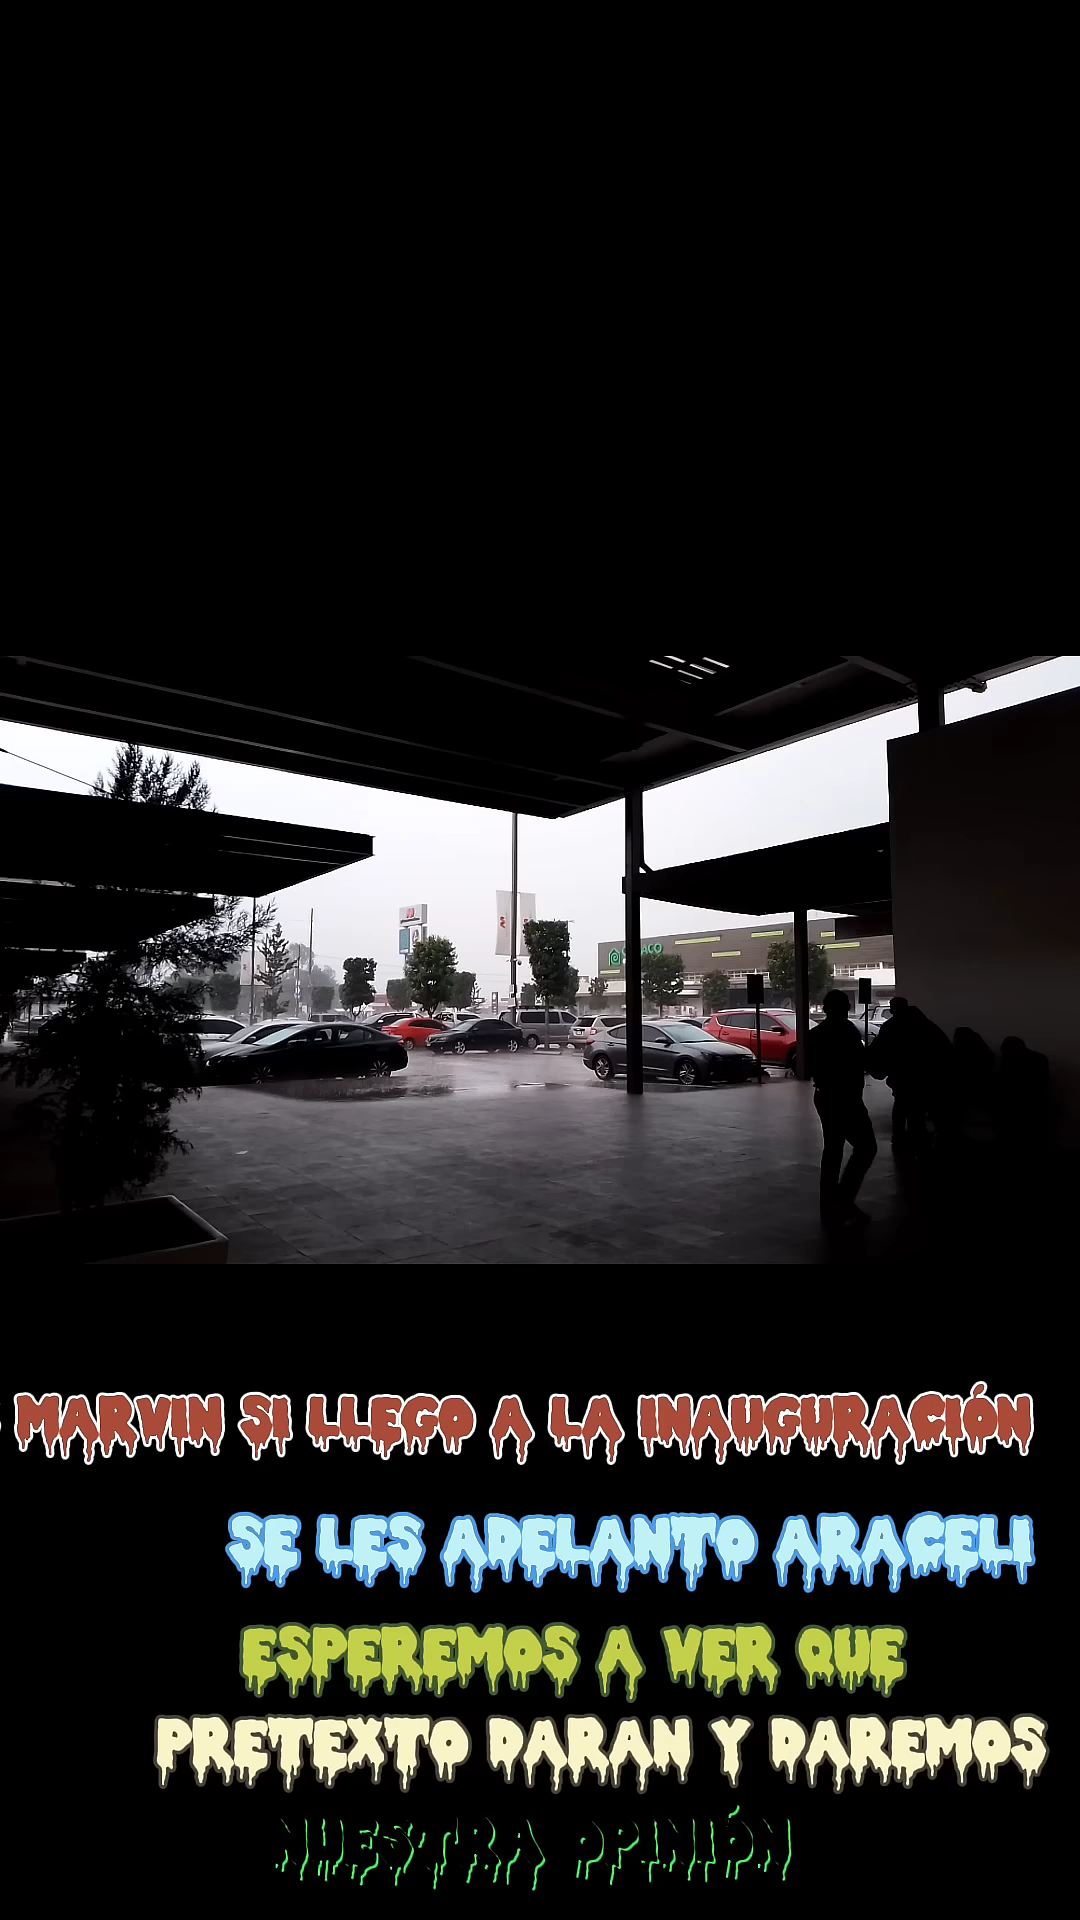 MARVIN SI LLEGO A LA INAUGURACIÓN
SE LES ADELANTO ARACELI
ESPEREMOS A VER QUE
PRETEXTO DARAN Y DAREMOS
NUESTRA OPINIÓN